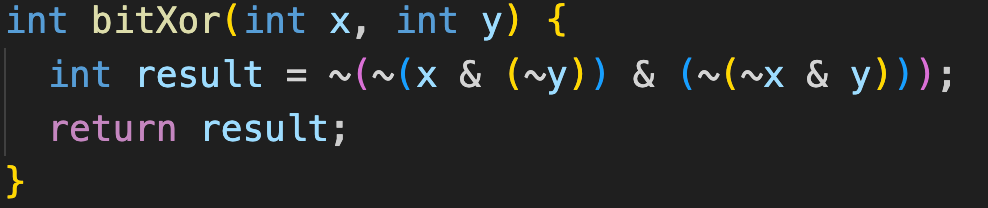 int bitXor(int x, int y) {
  int result = ~(~(x & (~y)) & (~(~x & y)));
  return result;
}